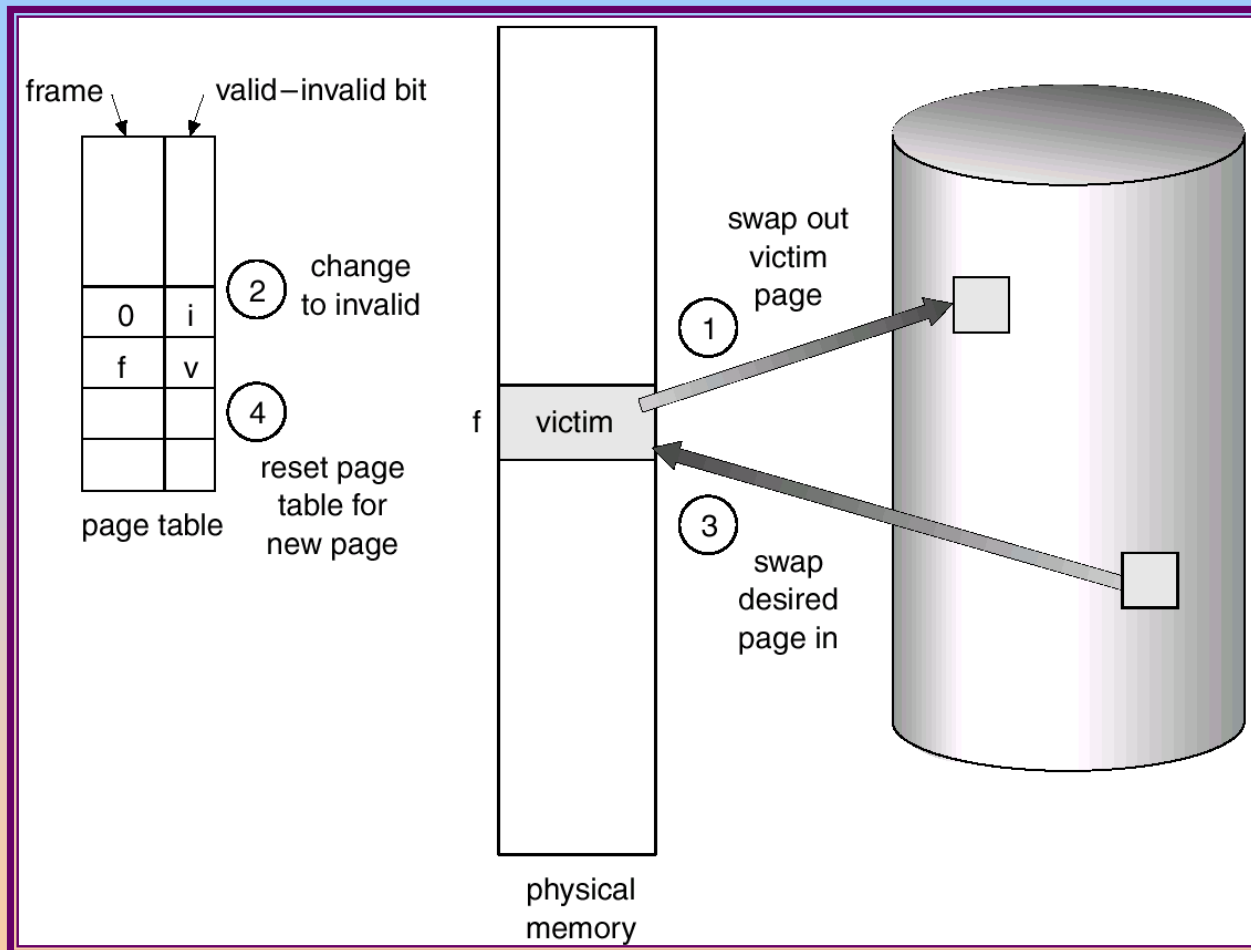 frame
valid–invalid bit
0 i
f v
page table
2
change
to invalid
4
reset page
table for
new page
f
victim
physical
memory
1
swap out
victim
page
3
swap
desired
page in